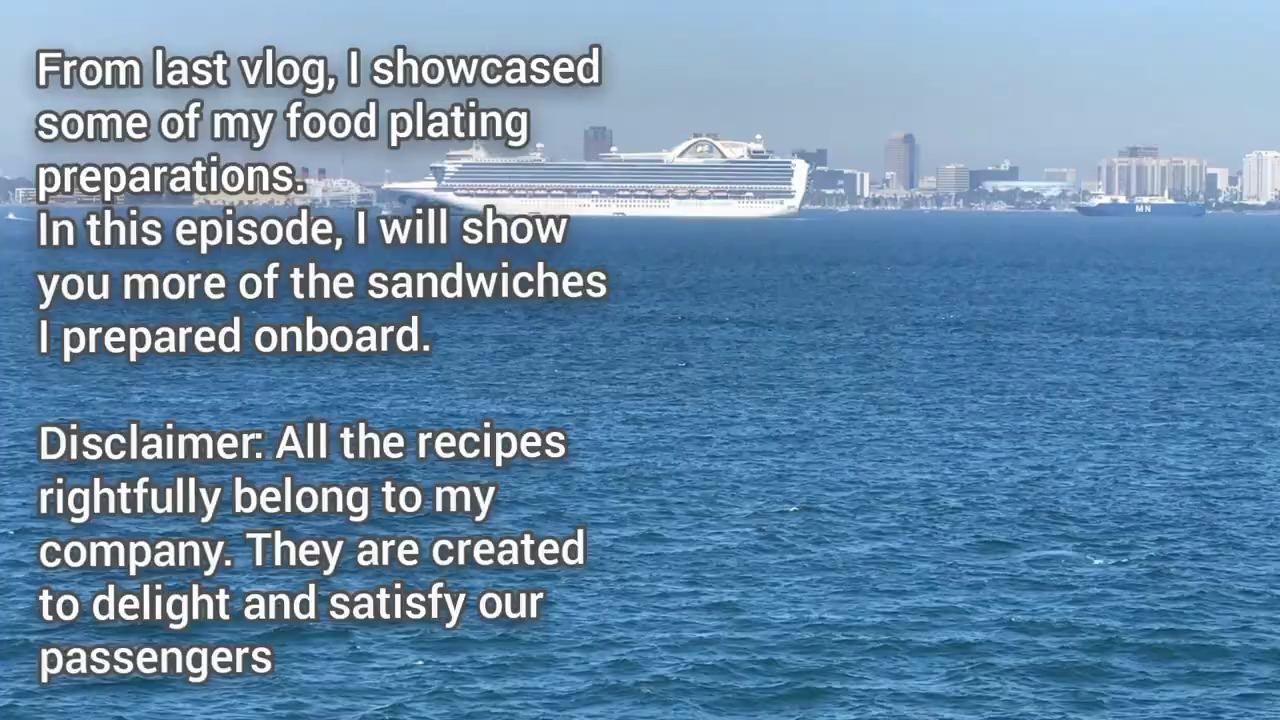 From last vlog, I showcased
some of my food plating
preparations.
In this episode, I will show
you more of the sandwiches
I prepared onboard.
Disclaimer: All the recipes
rightfully belong to my
company. They are created
to delight and satisfy our
passengers
MN